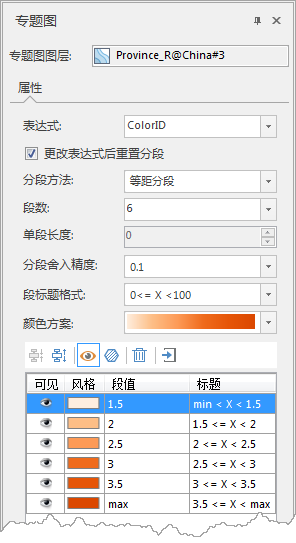 专题图
专题图图层: Province_R@China#3
属性
表达式: ColorID
更改表达式后重置分段
分段方法: 等距分段
段数: 6
单段长度: 0
分段舍入精度: 0.1
段标题格式: 0<= X <100
颜色方案:
可见 风格 段值 标题
1.5 min < X < 1.5
2 1.5 <= X < 2
2.5 2 <= X < 2.5
3 2.5 <= X < 3
3.5 3 <= X < 3.5
max 3.5 <= X < max